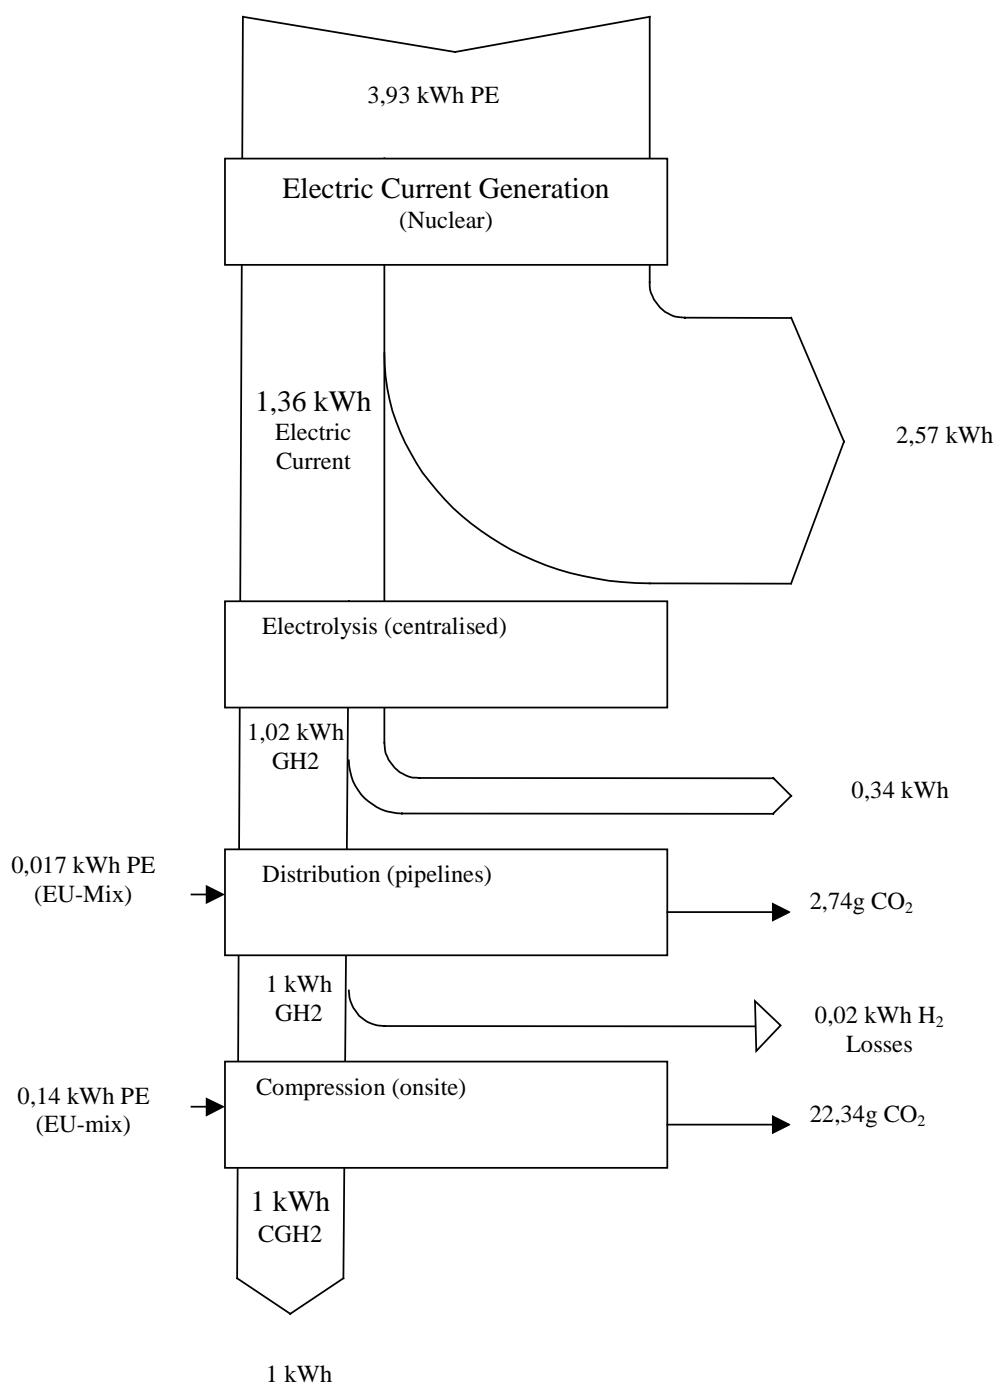 3,93 kWh PE
Electric Current Generation
(Nuclear)
1,36 kWh
Electric
Current
2,57 kWh
Electrolysis (centralised)
1,02 kWh
GH2
0,34 kWh
0,017 kWh PE
(EU-Mix)
Distribution (pipelines)
2,74g CO₂
1 kWh
GH2
0,02 kWh H₂
Losses
0,14 kWh PE
(EU-mix)
Compression (onsite)
22,34g CO₂
1 kWh
CGH2
1 kWh